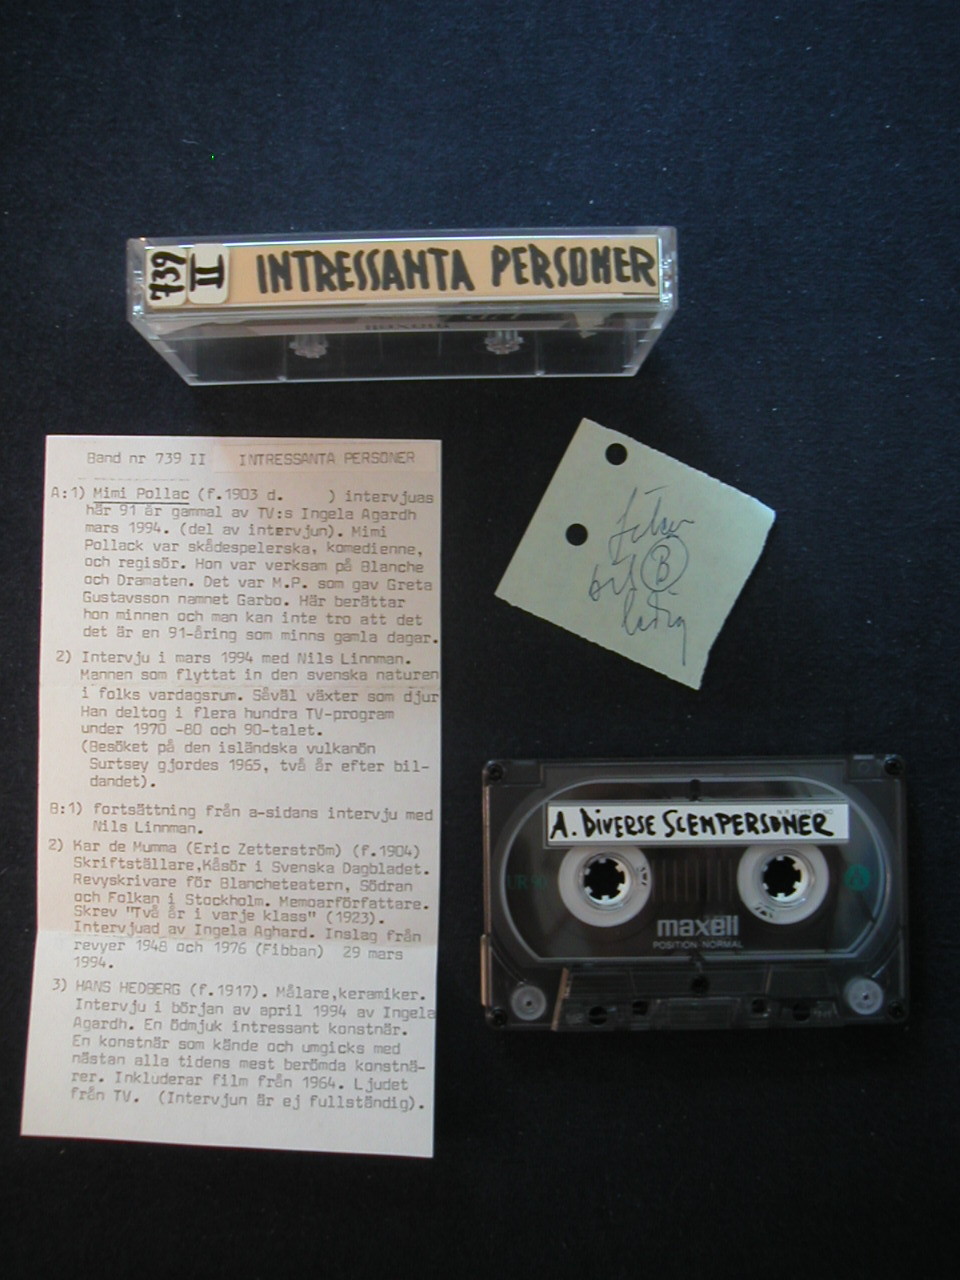 739
II
INTRESSANTA PERSONER
maxell
Band nr 739 II INTRESSANTA PERSONER
A:1) Mimi Pollac (f.1903 d. ) intervjuas
här 91 år gammal av TV:s Ingela Agardh
mars 1994. (del av intervjun). Mimi
Pollack var skådespelerska, komedienne,
och regisör. Hon var verksam på Blanche
och Dramaten. Det var M.P. som gav Greta
Gustavsson namnet Garbo. Här berättar
hon minnen och man kan inte tro att det
det är en 91-åring som minns gamla dagar.
2) Intervju i mars 1994 med Nils Linnman.
Mannen som flyttat in den svenska naturen
i folks vardagsrum. Såväl växter som djur
Han deltog i flera hundra TV-program
under 1970 -80 och 90-talet.
(Besöket på den isländska vulkanön
Surtsey gjordes 1965, två år efter bil-
dandet).
B:1) fortsättning från a-sidans intervju med
Nils Linnman.
2) Kar de Mumma (Eric Zetterström) (f.1904)
Skriftställare,Kåsör i Svenska Dagbladet.
Revyskrivare för Blancheteatern, Södran
och Folkan i Stockholm. Memoarförfattare.
Skrev "Två år i varje klass" (1923).
Intervjuad av Ingela Aghard. Inslag från
revyer 1948 och 1976 (Fibban) 29 mars
1994.
3) HANS HEDBERG (f.1917). Målare,keramiker.
Intervju i början av april 1994 av Ingela
Agardh. En ödmjuk intressant konstnär.
En konstnär som kände och umgicks med
nästan alla tidens mest berömda konstnä-
rer. Inkluderar film från 1964. Ljudet
från TV. (Intervjun är ej fullständig).
B
ledig
A. DIVERSE SCENPERSONER
UR90
A
maxell
POSITION·NORMAL